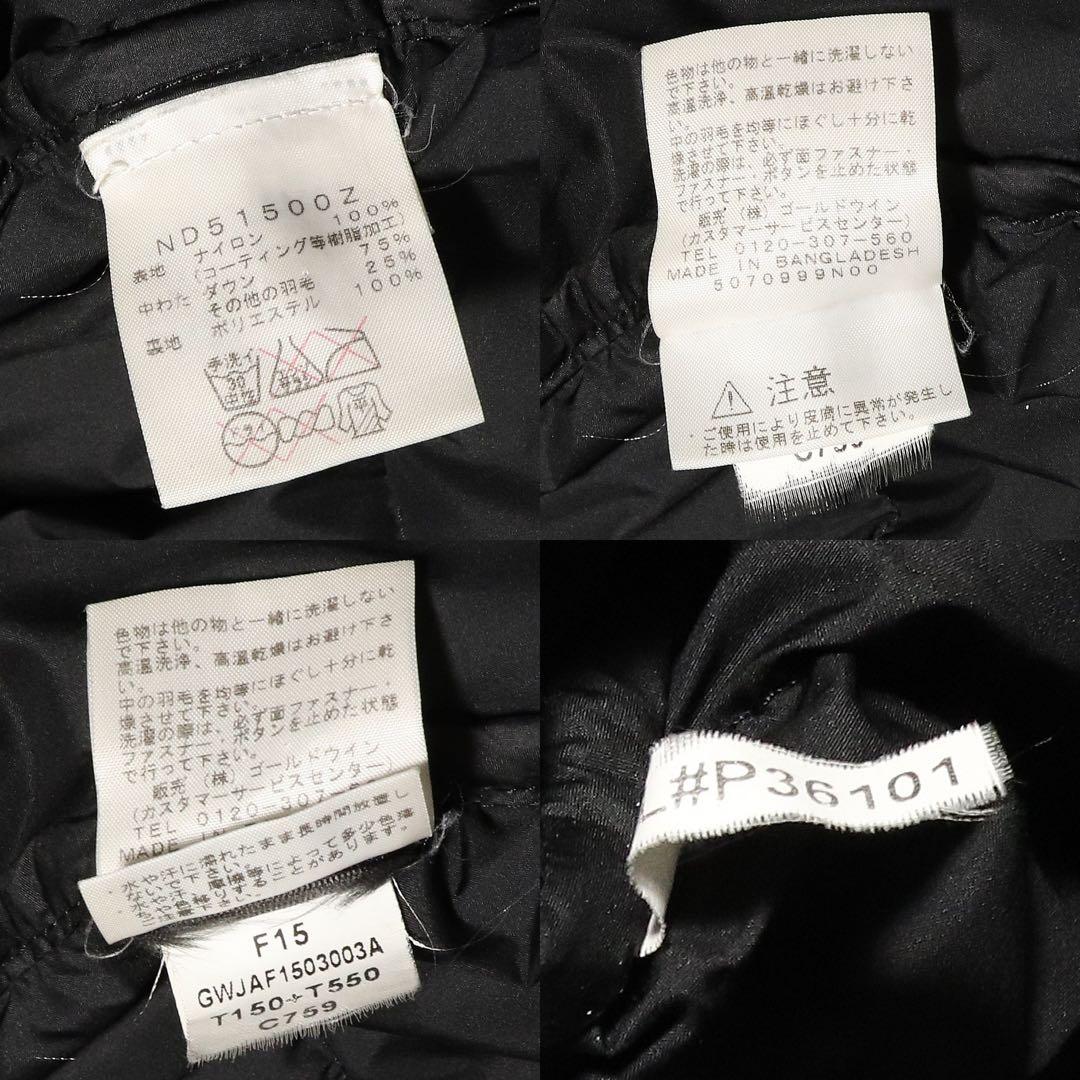 ND51500Z
表地 ナイロン 100%
(コーティング等樹脂加工)
中わた ダウン 75%
その他の羽毛 25%
裏地 ポリエステル 100%
手洗イ
30
中性
色物は他の物と一緒に洗濯しない
で下さい。
高温洗浄、高温乾燥はお避け下さ
い。
中の羽毛を均等にほぐし十分に乾
燥させて下さい。
洗濯の際は、必ず面ファスナー・
ファスナー、ボタンを止めた状態
で行って下さい。
販売 (株) ゴールドウイン
(カスタマーサービスセンター)
TEL 0120-307-560
MADE IN BANGLADESH
5070999N00
注意
・ご使用により皮膚に異常が発生し
た時は使用を止めて下さい。
色物は他の物と一緒に洗濯しない
で下さい。
高温洗浄、高温乾燥はお避け下さ
い。
中の羽毛を均等にほぐし十分に乾
燥させて下さい。
洗濯の際は、必ず面ファスナー・
ファスナー、ボタンを止めた状態
で行って下さい。
販売 (株) ゴールドウイン
(カスタマーサービスセンター)
TEL 0120-307-
MADE IN
F15
GWJAF1503003A
T150 T550
C759
#P36101